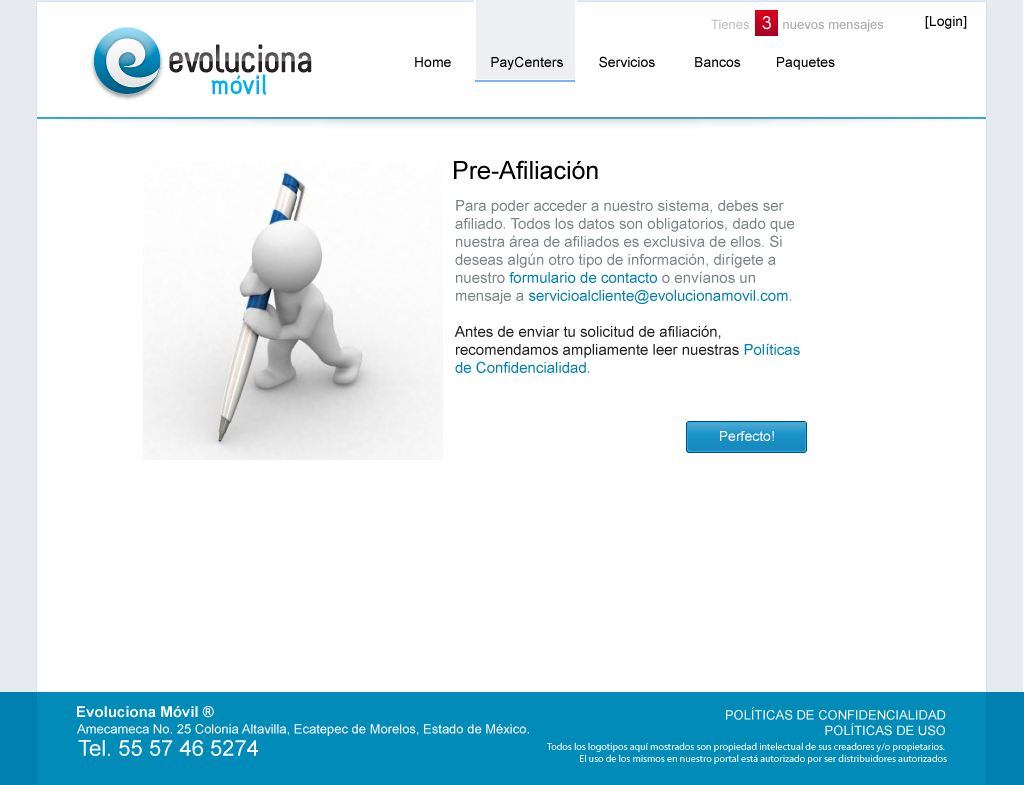 Tienes 3 nuevos mensajes
[Login]
evoluciona
móvil
Home PayCenters Servicios Bancos Paquetes
Pre-Afiliación
Para poder acceder a nuestro sistema, debes ser
afiliado. Todos los datos son obligatorios, dado que
nuestra área de afiliados es exclusiva de ellos. Si
deseas algún otro tipo de información, dirígete a
nuestro formulario de contacto o envíanos un
mensaje a servicioalcliente@evolucionamovil.com.
Antes de enviar tu solicitud de afiliación,
recomendamos ampliamente leer nuestras Políticas
de Confidencialidad.
Perfecto!
Evoluciona Móvil ®
Amecameca No. 25 Colonia Altavilla, Ecatepec de Morelos, Estado de México.
Tel. 55 57 46 5274
POLÍTICAS DE CONFIDENCIALIDAD
POLÍTICAS DE USO
Todos los logotipos aquí mostrados son propiedad intelectual de sus creadores y/o propietarios.
El uso de los mismos en nuestro portal está autorizado por ser distribuidores autorizados